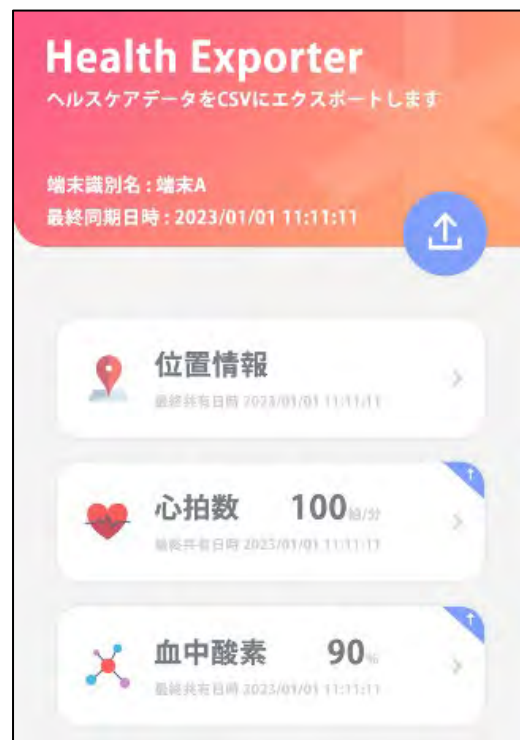 Health Exporter
ヘルスケアデータをCSVにエクスポートします
端末識別名 : 端末A
最終同期日時 : 2023/01/01 11:11:11
位置情報
最終共有日時 2023/01/01 11:11:11
心拍数 100 拍/分
最終共有日時 2023/01/01 11:11:11
血中酸素 90 %
最終共有日時 2023/01/01 11:11:11